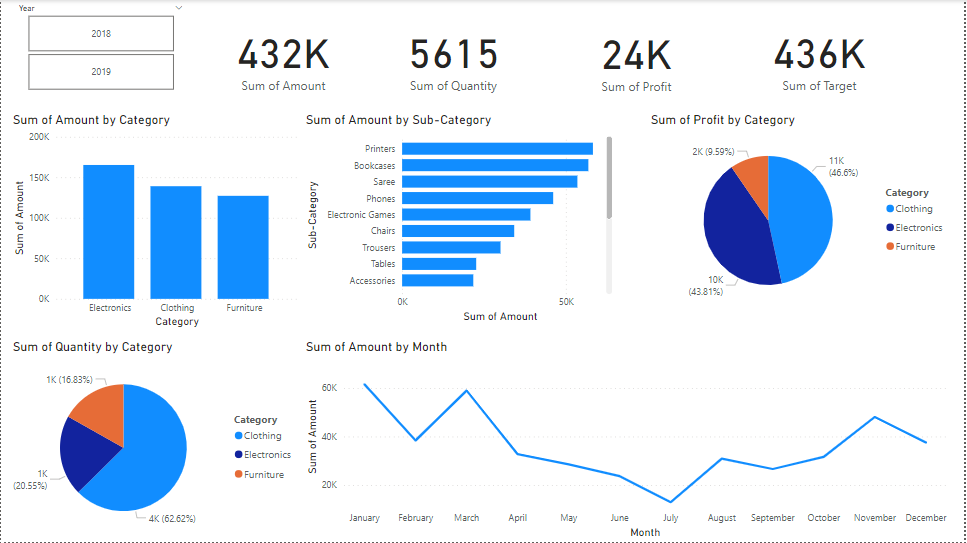 Year
2018
2019
432K
Sum of Amount
5615
Sum of Quantity
24K
Sum of Profit
436K
Sum of Target
Sum of Amount by Category
200K
150K
100K
50K
0K
Sum of Amount
Electronics
Clothing
Furniture
Category
Sum of Amount by Sub-Category
Sub-Category
Printers
Bookcases
Saree
Phones
Electronic Games
Chairs
Trousers
Tables
Accessories
0K
50K
Sum of Amount
Sum of Profit by Category
2K (9.59%)
11K
(46.6%)
10K
(43.81%)
Category
Clothing
Electronics
Furniture
Sum of Quantity by Category
1K (16.83%)
1K
(20.55%)
4K (62.62%)
Category
Clothing
Electronics
Furniture
Sum of Amount by Month
Sum of Amount
60K
40K
20K
January
February
March
April
May
June
July
August
September
October
November
December
Month